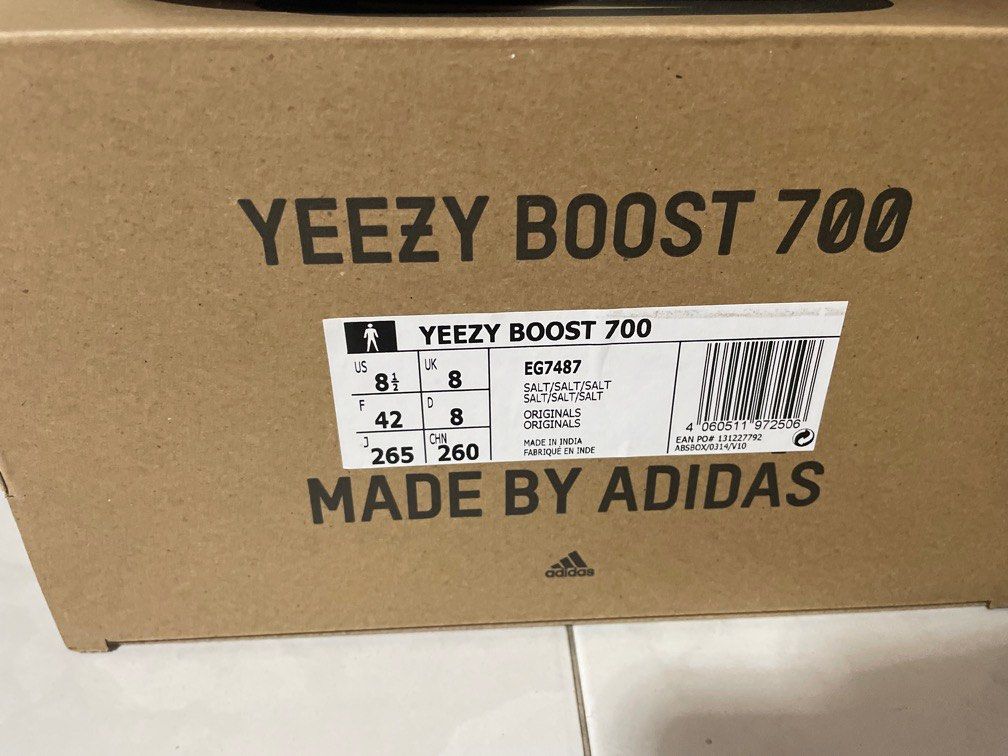 YEEZY BOOST 700
YEEZY BOOST 700
US 8½ UK 8
F 42 D 8
J 265 CHN 260
EG7487
SALT/SALT/SALT
SALT/SALT/SALT
ORIGINALS
ORIGINALS
MADE IN INDIA
FABRIQUÉ EN INDE
4 060511 972506
EAN PO# 131227792
ABSBOX/0314/V10
MADE BY ADIDAS
adidas